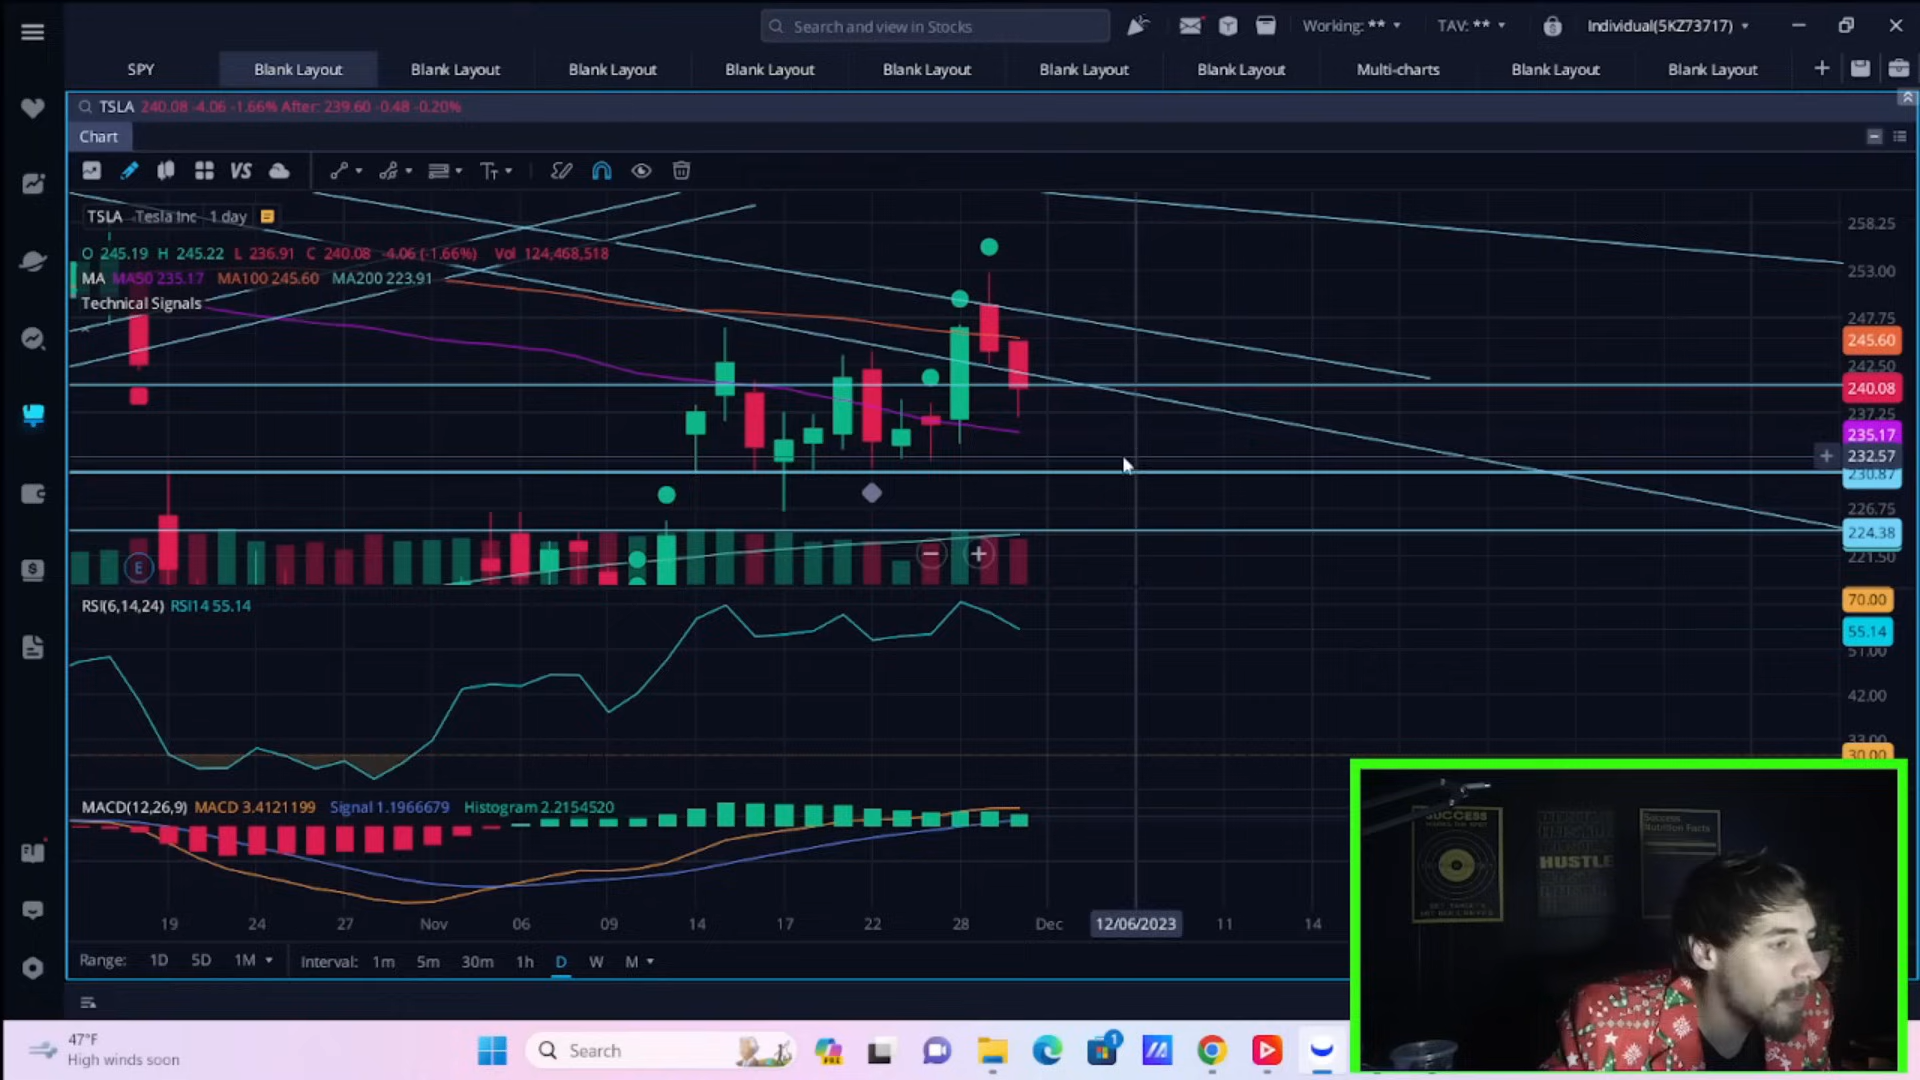 Search and view in Stocks
Working: **
TAV: **
Individual(5KZ73717)
SPY
Blank Layout
Blank Layout
Blank Layout
Blank Layout
Blank Layout
Blank Layout
Blank Layout
Multi-charts
Blank Layout
Blank Layout
TSLA 240.08 -4.06 -1.66% After: 239.60 -0.48 -0.20%
Chart
VS
TSLA Tesla Inc 1 day
O 245.19 H 245.22 L 236.91 C 240.08 -4.06 (-1.66%) Vol 124,468,518
MA MA50 235.17 MA100 245.60 MA200 223.91
Technical Signals
258.25
253.00
247.75
245.60
242.50
240.08
237.25
235.17
232.57
230.87
226.75
224.38
221.50
E
RSI(6,14,24) RSI14 55.14
70.00
55.14
51.00
42.00
33.00
30.00
MACD(12,26,9) MACD 3.4121199 Signal 1.1966679 Histogram 2.2154520
19 24 27 Nov 06 09 14 17 22 28 Dec 12/06/2023 11 14
Range: 1D 5D 1M Interval: 1m 5m 30m 1h D W M
SUCCESS
HUSTLE
Success
Nutrition Facts
47°F
High winds soon
Search
PRE
1